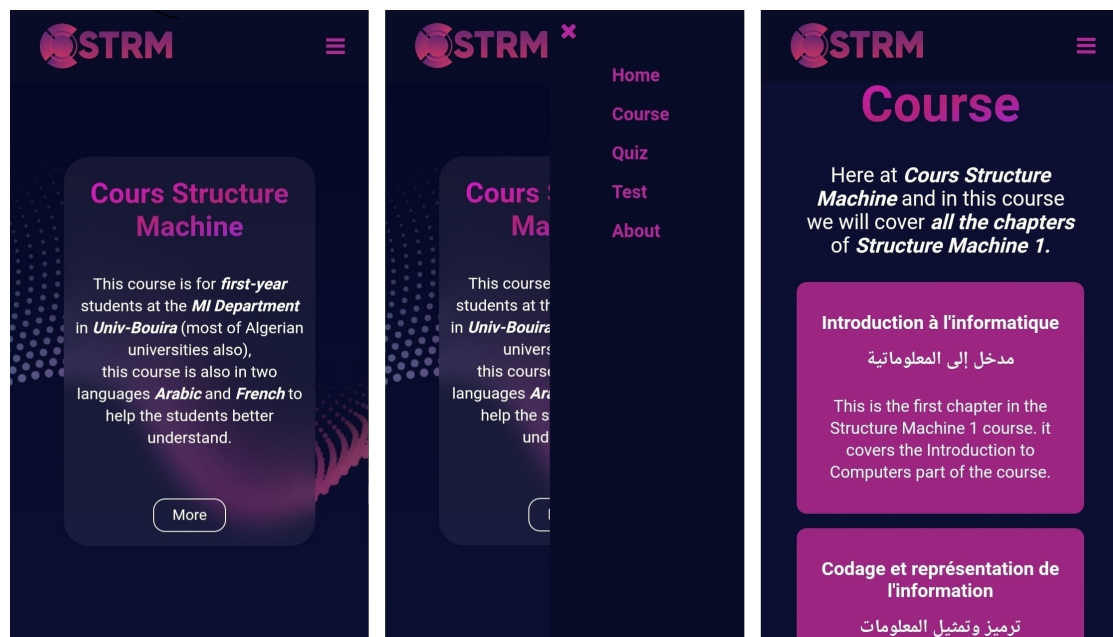 STRM
Cours Structure
Machine
This course is for first-year
students at the MI Department
in Univ-Bouira (most of Algerian
universities also),
this course is also in two
languages Arabic and French to
help the students better
understand.
More
STRM
Home
Course
Quiz
Test
About
Cours
Ma
This course
students at th
in Univ-Bouira
univers
this course
languages Ara
help the s
und
STRM
Course
Here at Cours Structure
Machine and in this course
we will cover all the chapters
of Structure Machine 1.
Introduction à l'informatique
مدخل إلى المعلوماتية
This is the first chapter in the
Structure Machine 1 course. it
covers the Introduction to
Computers part of the course.
Codage et représentation de
l'information
ترميز وتمثيل المعلومات